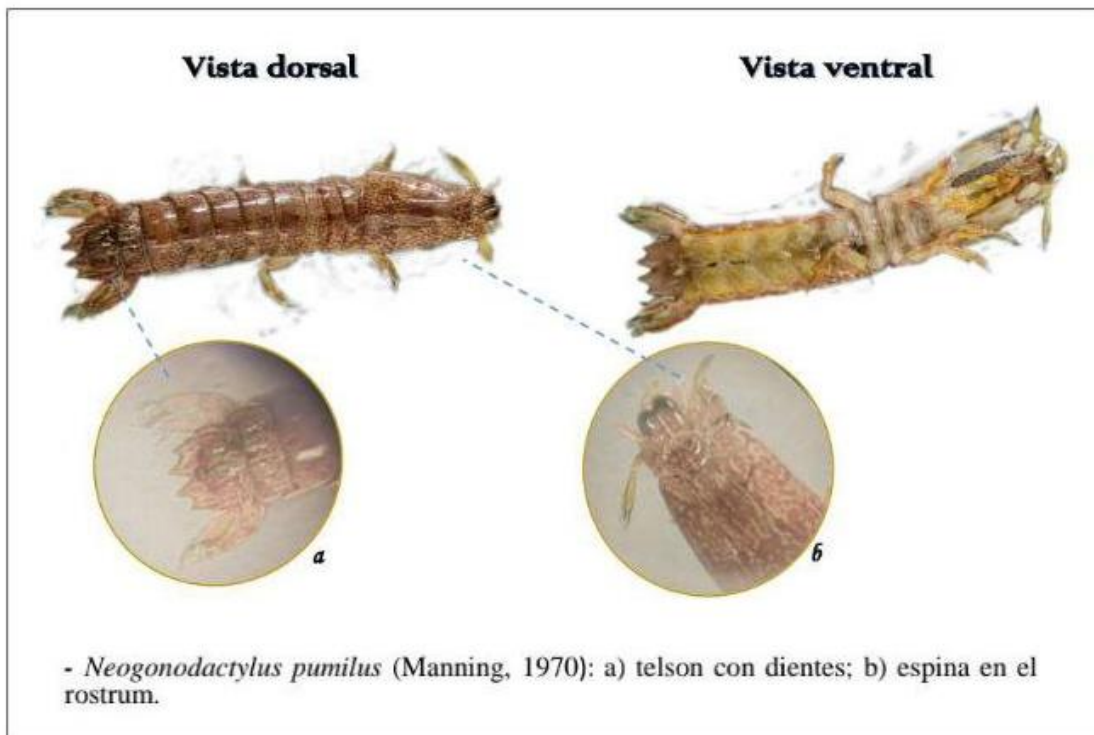 Vista dorsal
Vista ventral
a
b
- Neogonodactylus pumilus (Manning, 1970): a) telson con dientes; b) espina en el
rostrum.